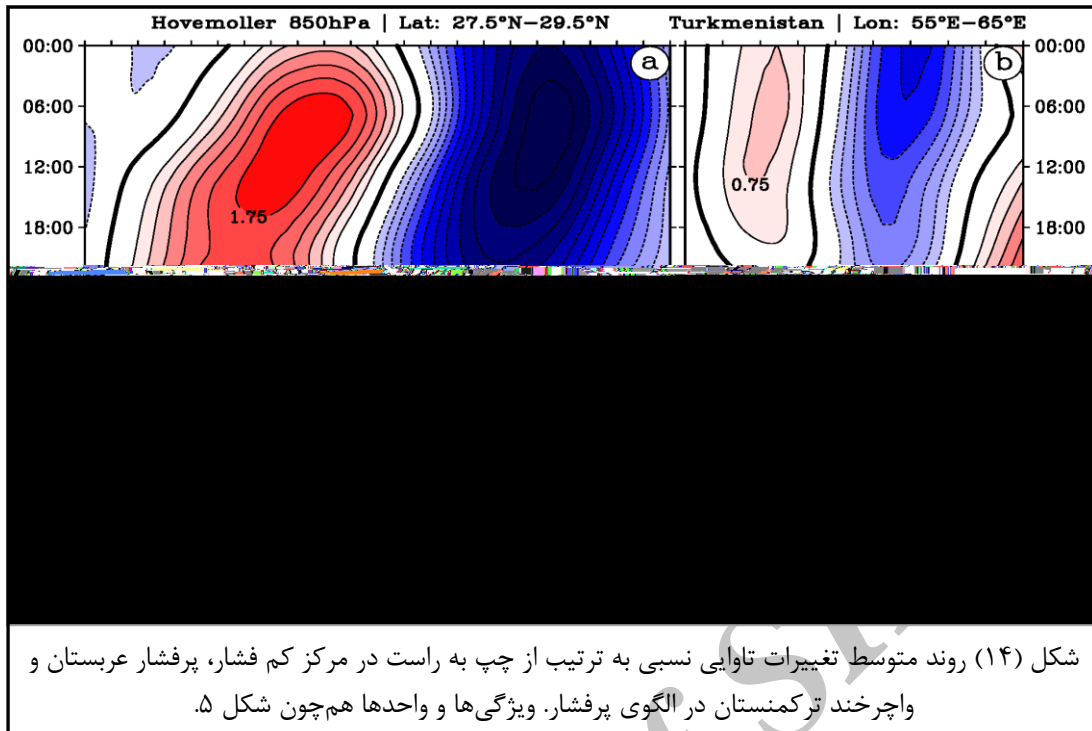 Hovemoller 850hPa | Lat: 27.5°N−29.5°N Turkmenistan | Lon: 55°E−65°E
00:00 a b 00:00
06:00 06:00
12:00 0.75 12:00
1.75
18:00 18:00
شکل (۱۴) روند متوسط تغییرات تاوایی نسبی به ترتیب از چپ به راست در مرکز کم فشار، پرفشار عربستان و
واچرخند ترکمنستان در الگوی پرفشار. ویژگی‌ها و واحدها هم‌چون شکل ۵.